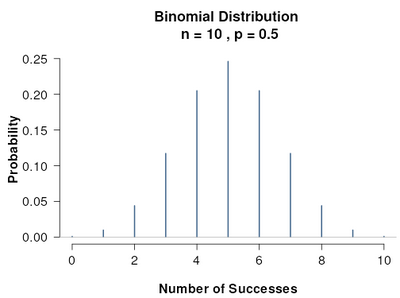 Binomial Distribution
n = 10 , p = 0.5
Probability
0.25
0.20
0.15
0.10
0.05
0.00
0 2 4 6 8 10
Number of Successes